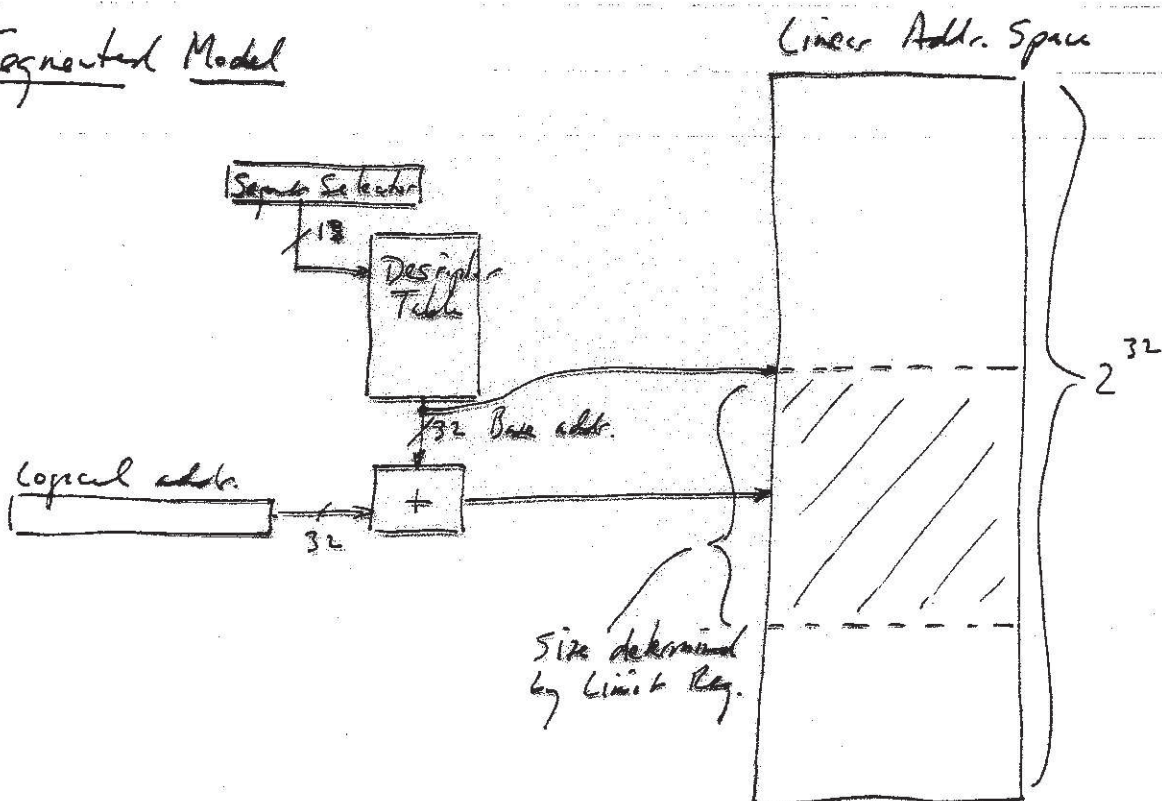 Segmented Model
Linear Addr. Space
Segment Selector
13
Descriptor
Table
2^32
32 Base addr.
Logical addr.
+
32
Size determined
by Limit Reg.